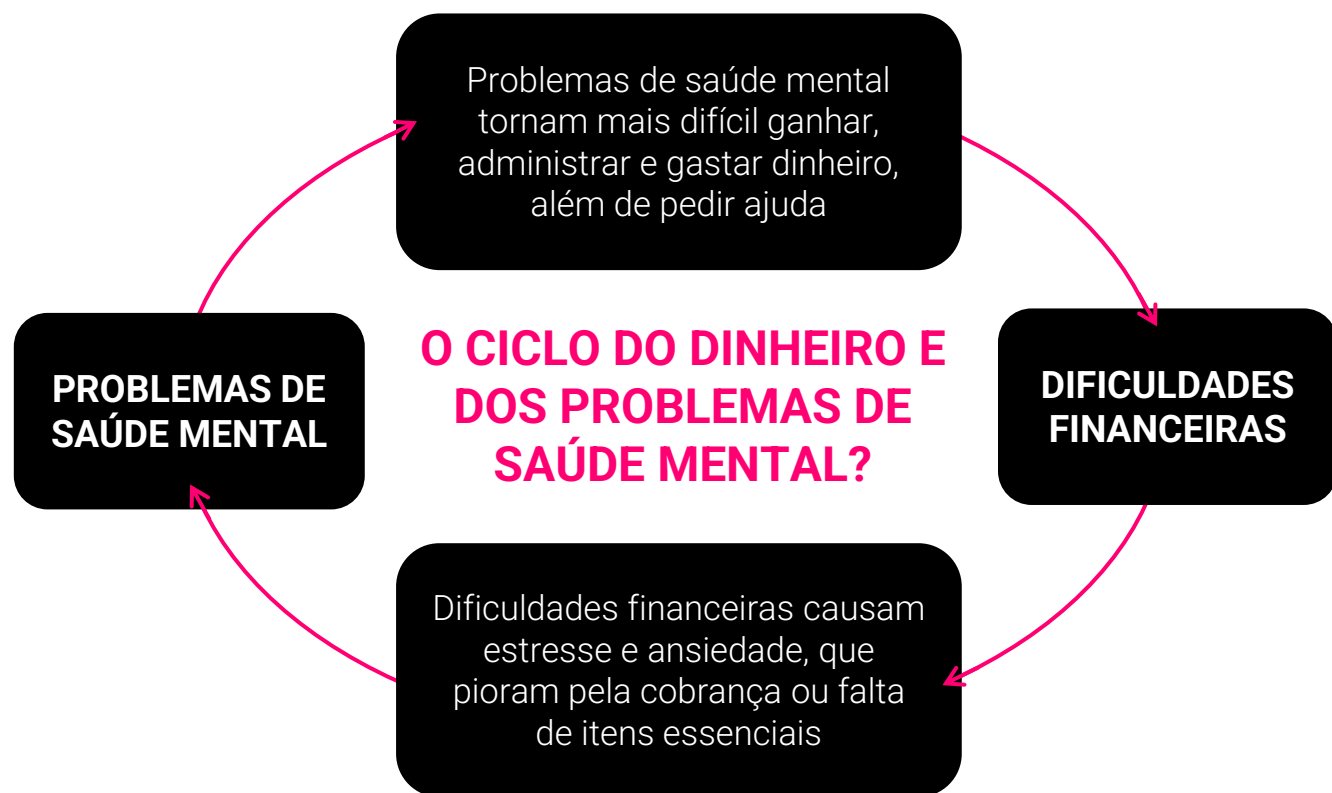 Problemas de saúde mental
tornam mais difícil ganhar,
administrar e gastar dinheiro,
além de pedir ajuda
PROBLEMAS DE
SAÚDE MENTAL
O CICLO DO DINHEIRO E
DOS PROBLEMAS DE
SAÚDE MENTAL?
DIFICULDADES
FINANCEIRAS
Dificuldades financeiras causam
estresse e ansiedade, que
pioram pela cobrança ou falta
de itens essenciais